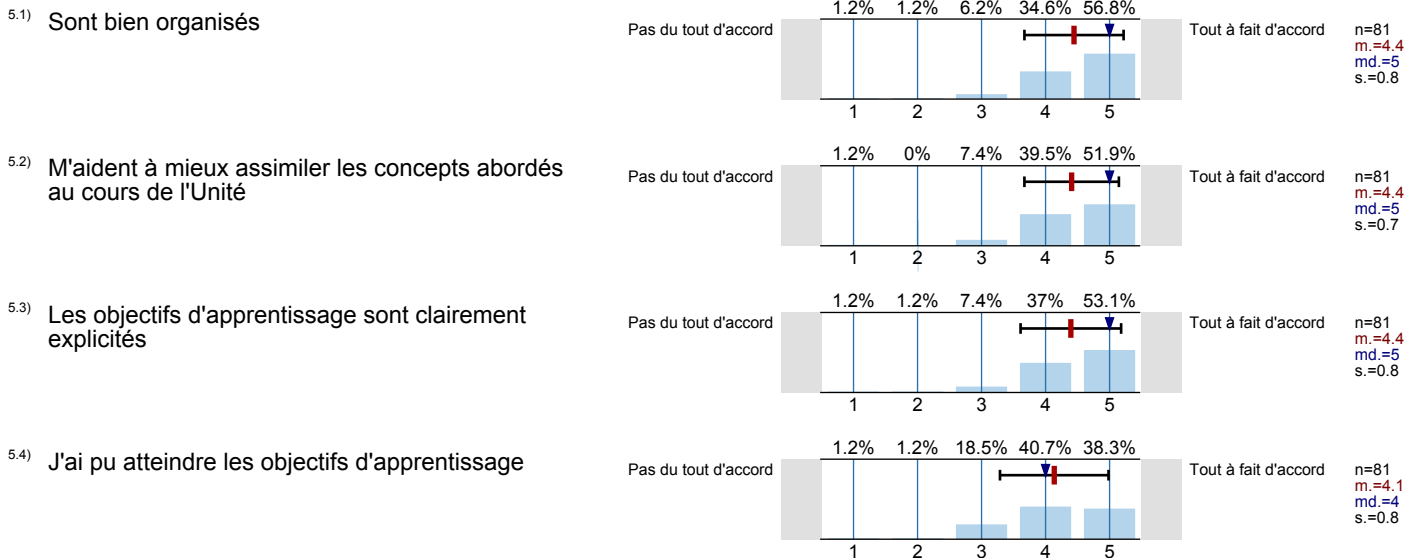 5.1) Sont bien organisés
Pas du tout d'accord
1.2% 1.2% 6.2% 34.6% 56.8%
1 2 3 4 5
Tout à fait d'accord
n=81
m.=4.4
md.=5
s.=0.8
5.2) M'aident à mieux assimiler les concepts abordés
au cours de l'Unité
Pas du tout d'accord
1.2% 0% 7.4% 39.5% 51.9%
1 2 3 4 5
Tout à fait d'accord
n=81
m.=4.4
md.=5
s.=0.7
5.3) Les objectifs d'apprentissage sont clairement
explicités
Pas du tout d'accord
1.2% 1.2% 7.4% 37% 53.1%
1 2 3 4 5
Tout à fait d'accord
n=81
m.=4.4
md.=5
s.=0.8
5.4) J'ai pu atteindre les objectifs d'apprentissage
Pas du tout d'accord
1.2% 1.2% 18.5% 40.7% 38.3%
1 2 3 4 5
Tout à fait d'accord
n=81
m.=4.1
md.=4
s.=0.8